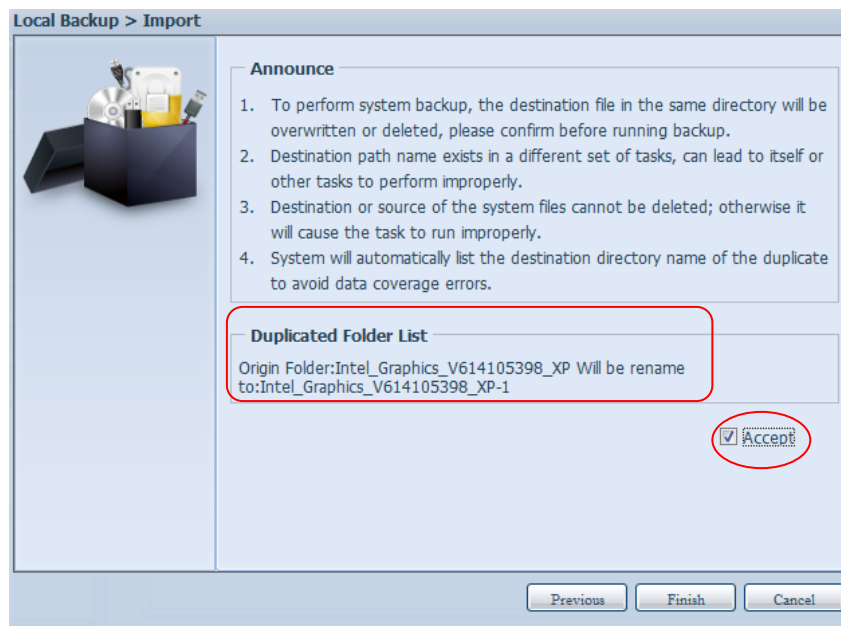 Local Backup > Import
Announce
1. To perform system backup, the destination file in the same directory will be
overwritten or deleted, please confirm before running backup.
2. Destination path name exists in a different set of tasks, can lead to itself or
other tasks to perform improperly.
3. Destination or source of the system files cannot be deleted; otherwise it
will cause the task to run improperly.
4. System will automatically list the destination directory name of the duplicate
to avoid data coverage errors.
Duplicated Folder List
Origin Folder:Intel_Graphics_V614105398_XP Will be rename
to:Intel_Graphics_V614105398_XP-1
Accept
Previous Finish Cancel